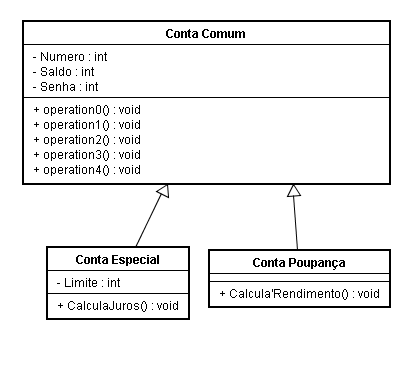 Conta Comum
- Numero : int
- Saldo : int
- Senha : int
+ operation0() : void
+ operation1() : void
+ operation2() : void
+ operation3() : void
+ operation4() : void
Conta Especial
- Limite : int
+ CalculaJuros() : void
Conta Poupança
+ Calcula'Rendimento() : void